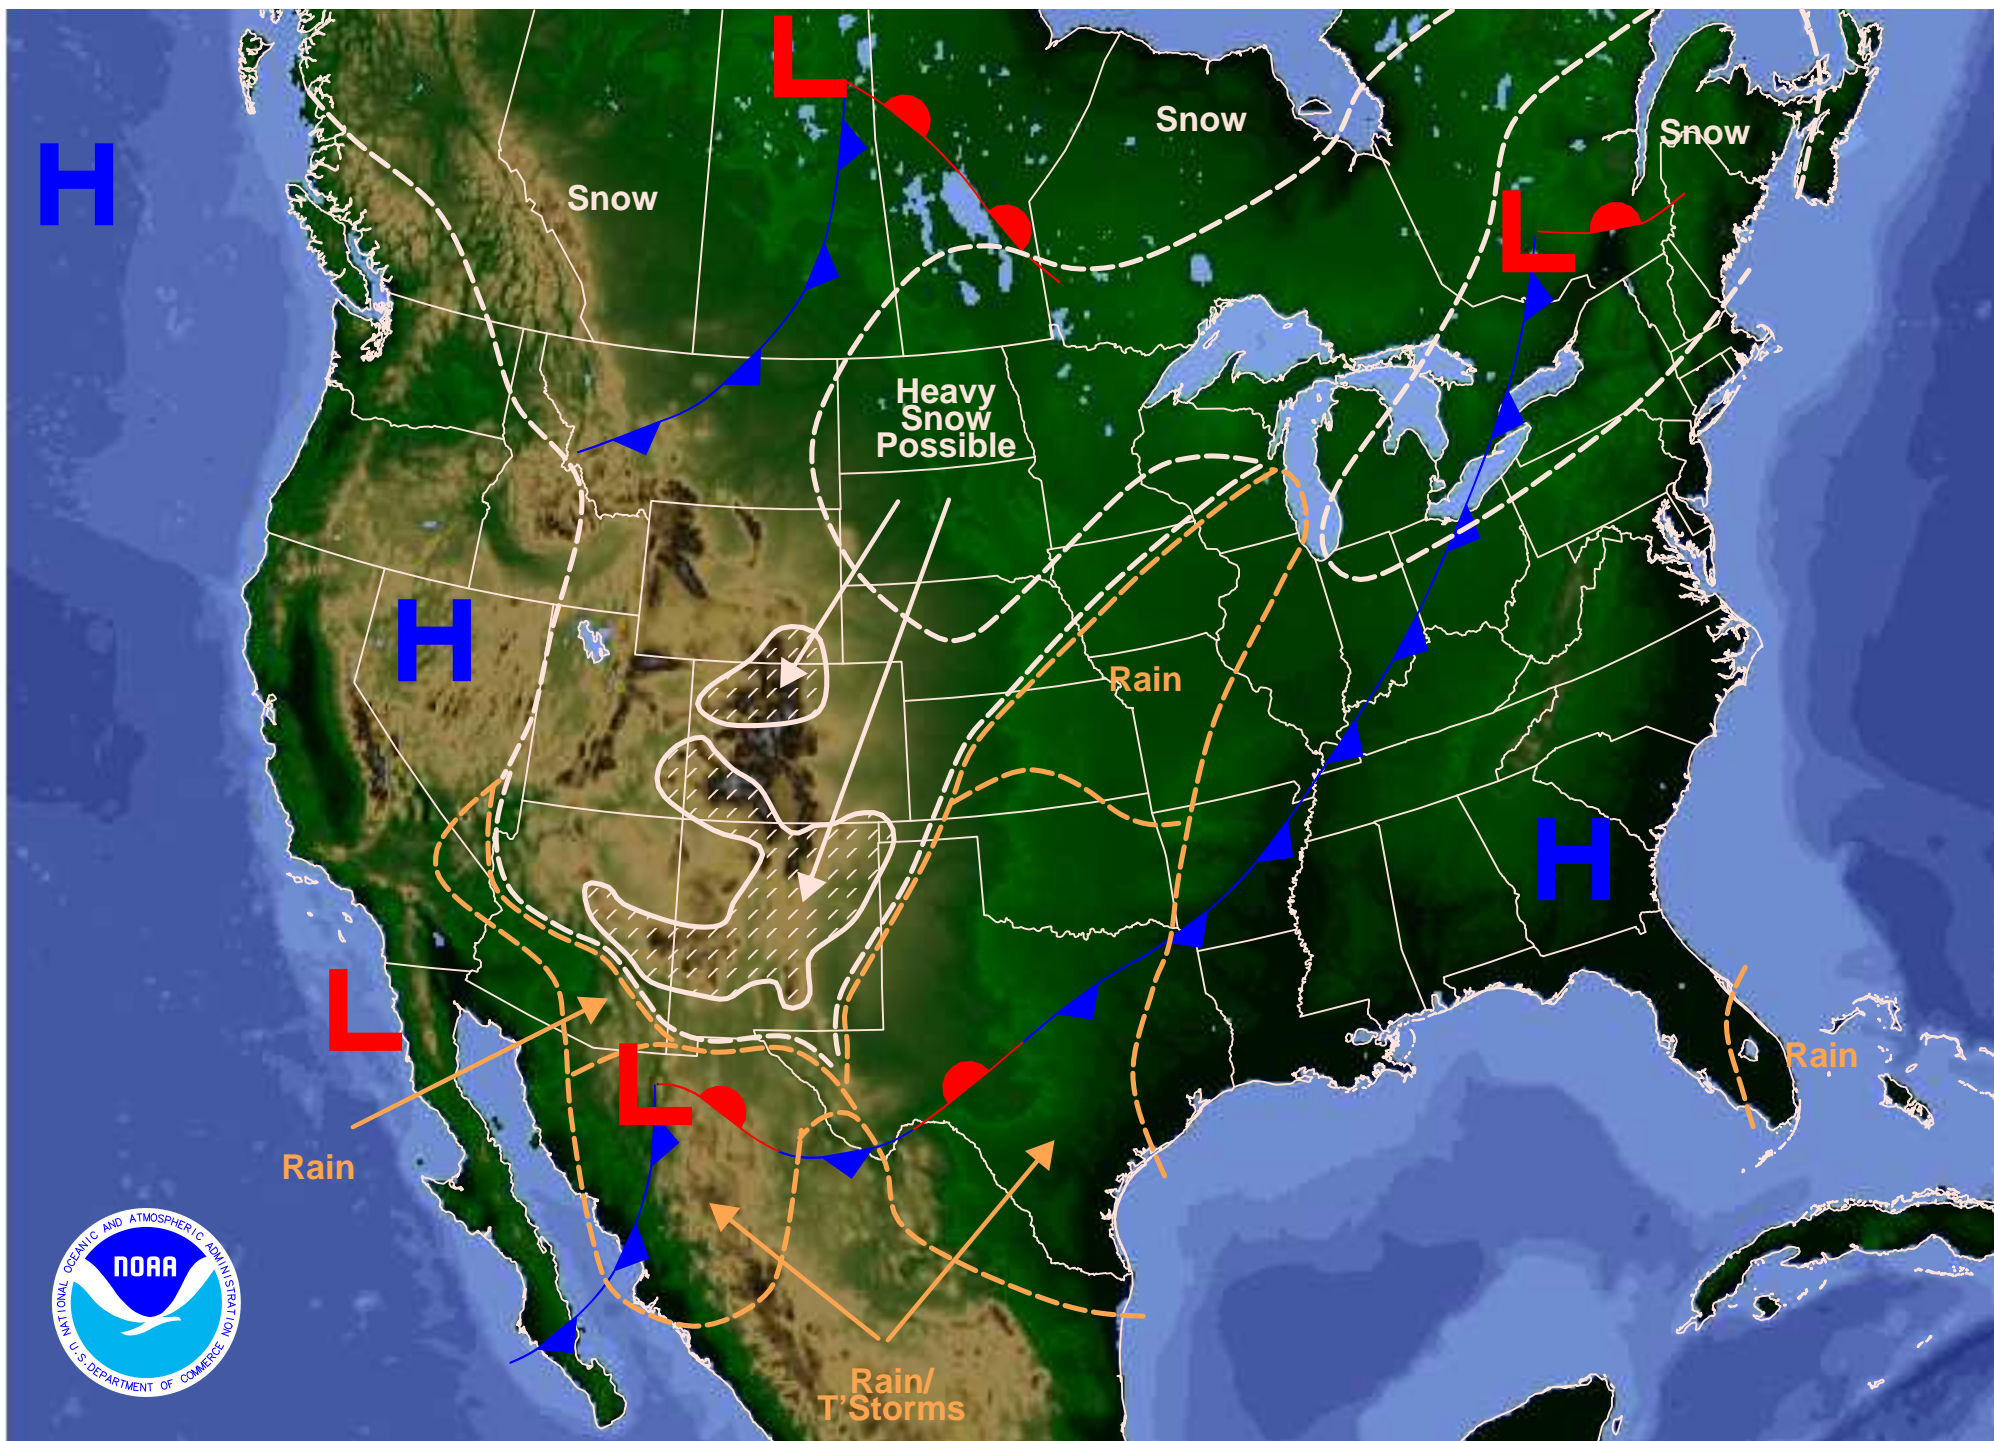 L
Snow
Snow
H
Snow
L
Heavy
Snow
Possible
H
Rain
H
L
L
Rain
Rain
NATIONAL OCEANIC AND ATMOSPHERIC ADMINISTRATION
NOAA
U.S. DEPARTMENT OF COMMERCE
Rain/
T'Storms